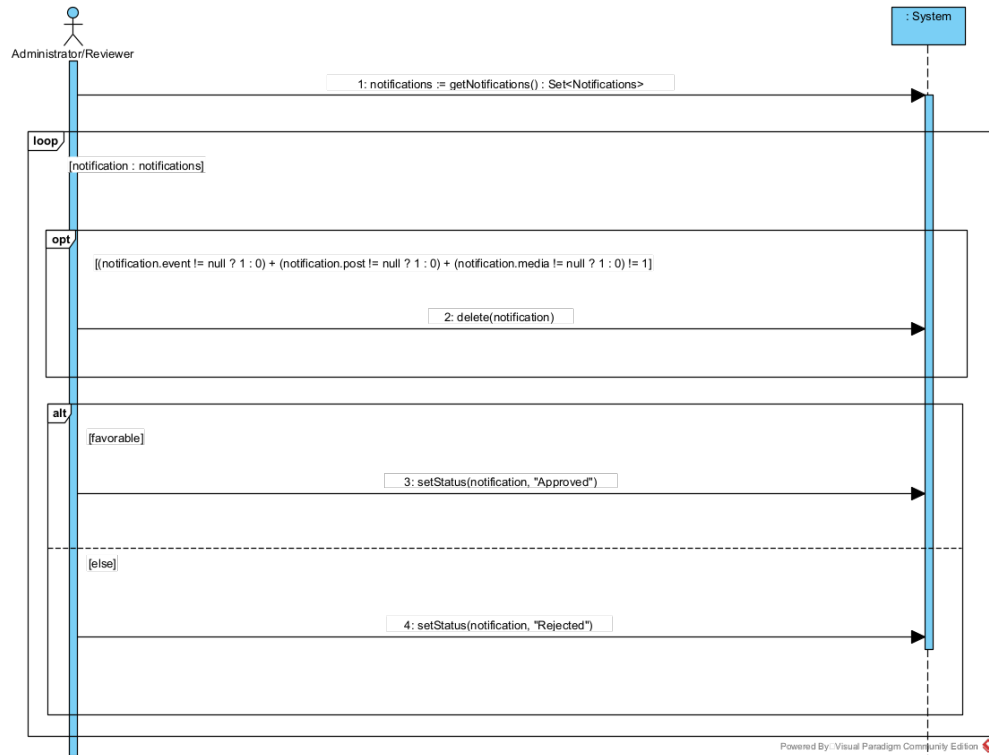 : System
Administrator/Reviewer
1: notifications := getNotifications() : Set<Notifications>
loop
[notification : notifications]
opt
[(notification.event != null ? 1 : 0) + (notification.post != null ? 1 : 0) + (notification.media != null ? 1 : 0) != 1]
2: delete(notification)
alt
[favorable]
3: setStatus(notification, "Approved")
[else]
4: setStatus(notification, "Rejected")
Powered By Visual Paradigm Community Edition